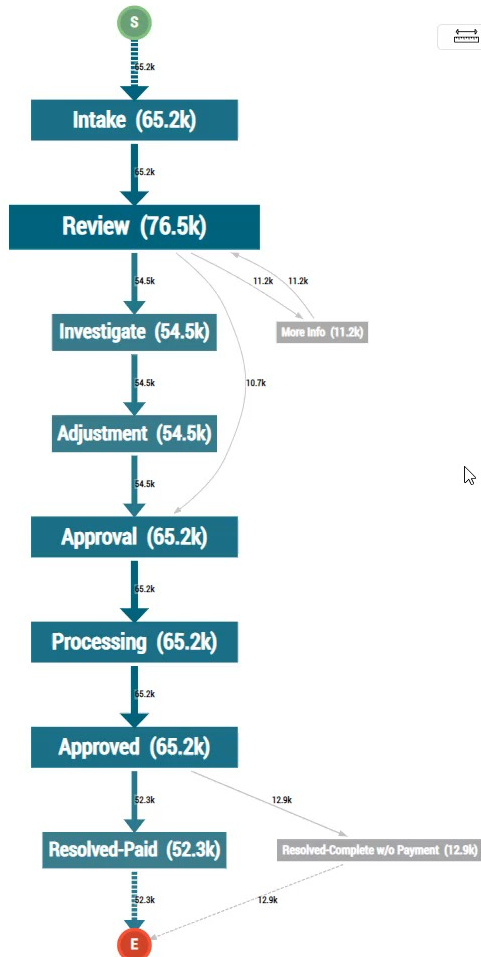 S
65.2k
Intake (65.2k)
65.2k
Review (76.5k)
54.5k
11.2k
11.2k
Investigate (54.5k)
More Info (11.2k)
54.5k
10.7k
Adjustment (54.5k)
54.5k
Approval (65.2k)
65.2k
Processing (65.2k)
65.2k
Approved (65.2k)
52.3k
12.9k
Resolved-Paid (52.3k)
Resolved-Complete w/o Payment (12.9k)
52.3k
12.9k
E